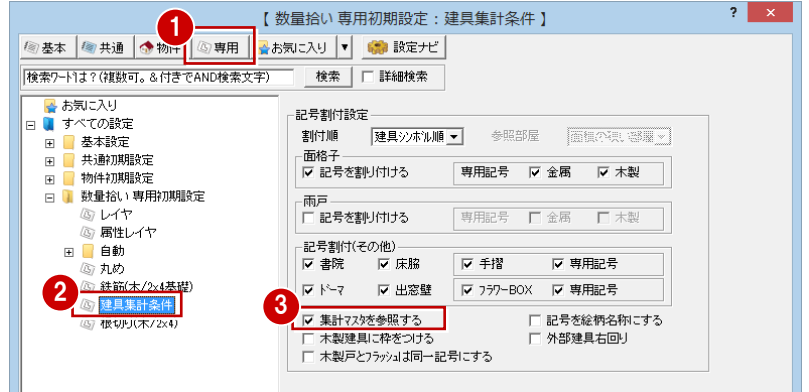 【 数量拾い 専用初期設定：建具集計条件 】 ? ×
1
基本 共通 物件 専用 お気に入り ▼ 設定ナビ
検索ワードは？(複数可。＆付きでAND検索文字) 検索 詳細検索
お気に入り
すべての設定
基本設定
共通初期設定
物件初期設定
数量拾い 専用初期設定
レイヤ
属性レイヤ
自動
丸め
鉄筋(木/2x4基礎)
2
建具集計条件
根切り(木/2x4)
記号割付設定
割付順 建具シンボル順 参照部屋
面格子
記号を割り付ける 専用記号 金属 木製
雨戸
記号を割り付ける 専用記号 金属 木製
記号割付(その他)
書院 床脇 手摺 専用記号
ドーマ 出窓壁 フラワーBOX 専用記号
3
集計マスタを参照する 記号を絵柄名称にする
木製建具に枠をつける 外部建具右回り
木製戸とフラッシュは同一記号にする